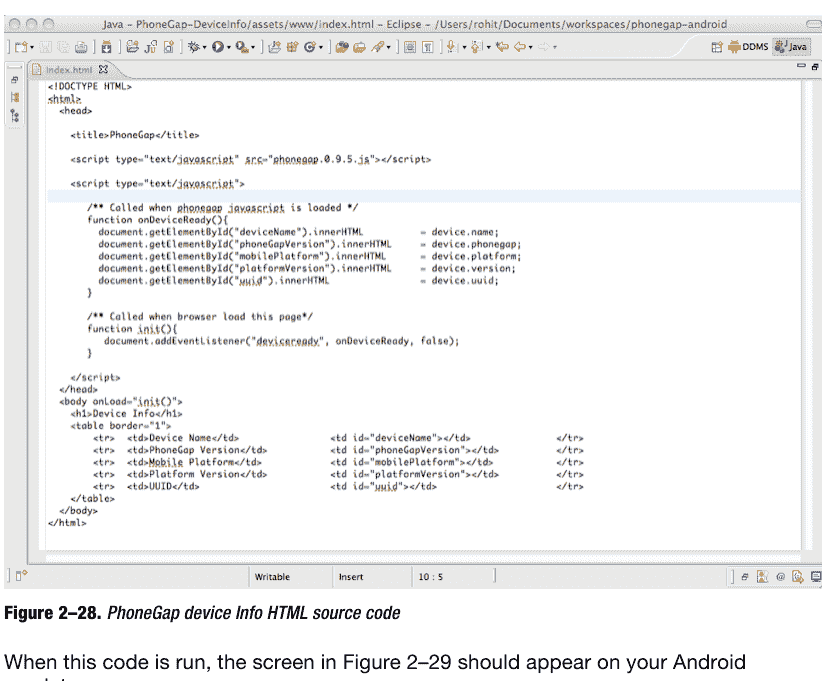 Java - PhoneGap-DeviceInfo/assets/www/index.html - Eclipse - /Users/rohit/Documents/workspaces/phonegap-android
DDMS Java
index.html
<!DOCTYPE HTML>
<html>
<head>
<title>PhoneGap</title>
<script type="text/javascript" src="phonegap.0.9.5.js"></script>
<script type="text/javascript">
/** Called when phonegap javascript is loaded */
function onDeviceReady(){
document.getElementById("deviceName").innerHTML = device.name;
document.getElementById("phoneGapVersion").innerHTML = device.phonegap;
document.getElementById("mobilePlatform").innerHTML = device.platform;
document.getElementById("platformVersion").innerHTML = device.version;
document.getElementById("uuid").innerHTML = device.uuid;
}
/** Called when browser load this page*/
function init(){
document.addEventListener("deviceready", onDeviceReady, false);
}
</script>
</head>
<body onLoad="init()">
<h1>Device Info</h1>
<table border="1">
<tr> <td>Device Name</td> <td id="deviceName"></td> </tr>
<tr> <td>PhoneGap Version</td> <td id="phoneGapVersion"></td> </tr>
<tr> <td>Mobile Platform</td> <td id="mobilePlatform"></td> </tr>
<tr> <td>Platform Version</td> <td id="platformVersion"></td> </tr>
<tr> <td>UUID</td> <td id="uuid"></td> </tr>
</table>
</body>
</html>
Writable Insert 10 : 5
Figure 2–28. PhoneGap device Info HTML source code
When this code is run, the screen in Figure 2–29 should appear on your Android